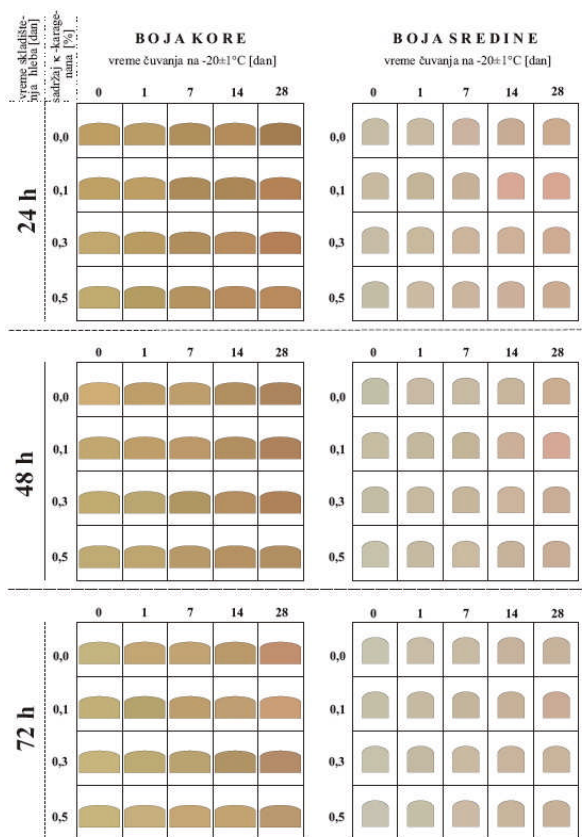 vreme skladište-
nja hleba [dan]
sadržaj κ -karage-
nana [%]
BOJA KORE
vreme čuvanja na -20±1°C [dan]
0 1 7 14 28
BOJA SREDINE
vreme čuvanja na -20±1°C [dan]
0 1 7 14 28
24 h
0,0 0,0
0,1 0,1
0,3 0,3
0,5 0,5
0 1 7 14 28 0 1 7 14 28
48 h
0,0 0,0
0,1 0,1
0,3 0,3
0,5 0,5
0 1 7 14 28 0 1 7 14 28
72 h
0,0 0,0
0,1 0,1
0,3 0,3
0,5 0,5